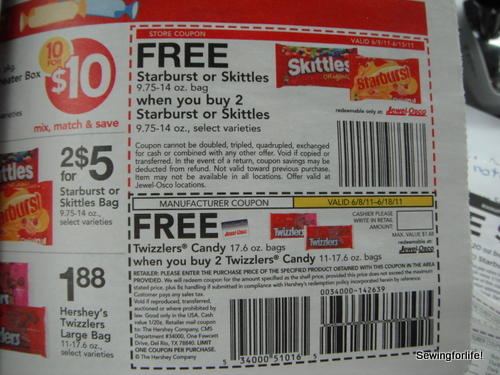 10 FOR
$10
eater Box
arieties
mix, match & save
2$5
for
Starburst or
Skittles Bag
9.75-14 oz.,
select varieties
1 88
Hershey's
Twizzlers
Large Bag
11-17.6 oz.,
select varieties
STORE COUPON
FREE
Starburst or Skittles
9.75-14 oz. bag
when you buy 2
Starburst or Skittles
9.75-14 oz., select varieties
Skittles
Starburst
redeemable only at: Jewel-Osco
Coupon cannot be doubled, tripled, quadrupled, exchanged
for cash or combined with any other offer. Void if copied or
transferred. In the event of a return, coupon savings may be
deducted from refund. Not valid toward previous purchase.
Item may not be available in all locations. Offer valid at
Jewel-Osco locations.
MANUFACTURER COUPON
VALID 6/8/11-6/18/11
FREE
Twizzlers
Twizzlers
Twizzlers® Candy 17.6 oz. bags
when you buy 2 Twizzlers® Candy 11-17.6 oz. bags
CASHIER PLEASE
WRITE IN RETAIL
AMOUNT
MAX. VALUE $1.88
redeemable at:
Jewel-Osco
RETAILER: PLEASE ENTER THE PURCHASE PRICE OF THE SPECIFIED PRODUCT OBTAINED WITH THIS COUPON IN THE AREA
PROVIDED. We will redeem coupon for the amount specified as the shelf price, provided this price does not exceed the maximum
stated price, plus 8¢ handling if submitted in compliance with Hershey's redemption policy incorporated herein by reference.
Customer pays any sales tax.
Void if reproduced, transferred,
auctioned or where prohibited by
law. Good only in the USA. Cash
value 1/20¢. Retailer mail coupon
to: The Hershey Company, CMS
Department #34000, One Fawcett
Drive, Del Rio, TX 78840. LIMIT
ONE COUPON PER PURCHASE.
© The Hershey Company
5 34000 51016 5
0034000-142639
Sewingforlife!